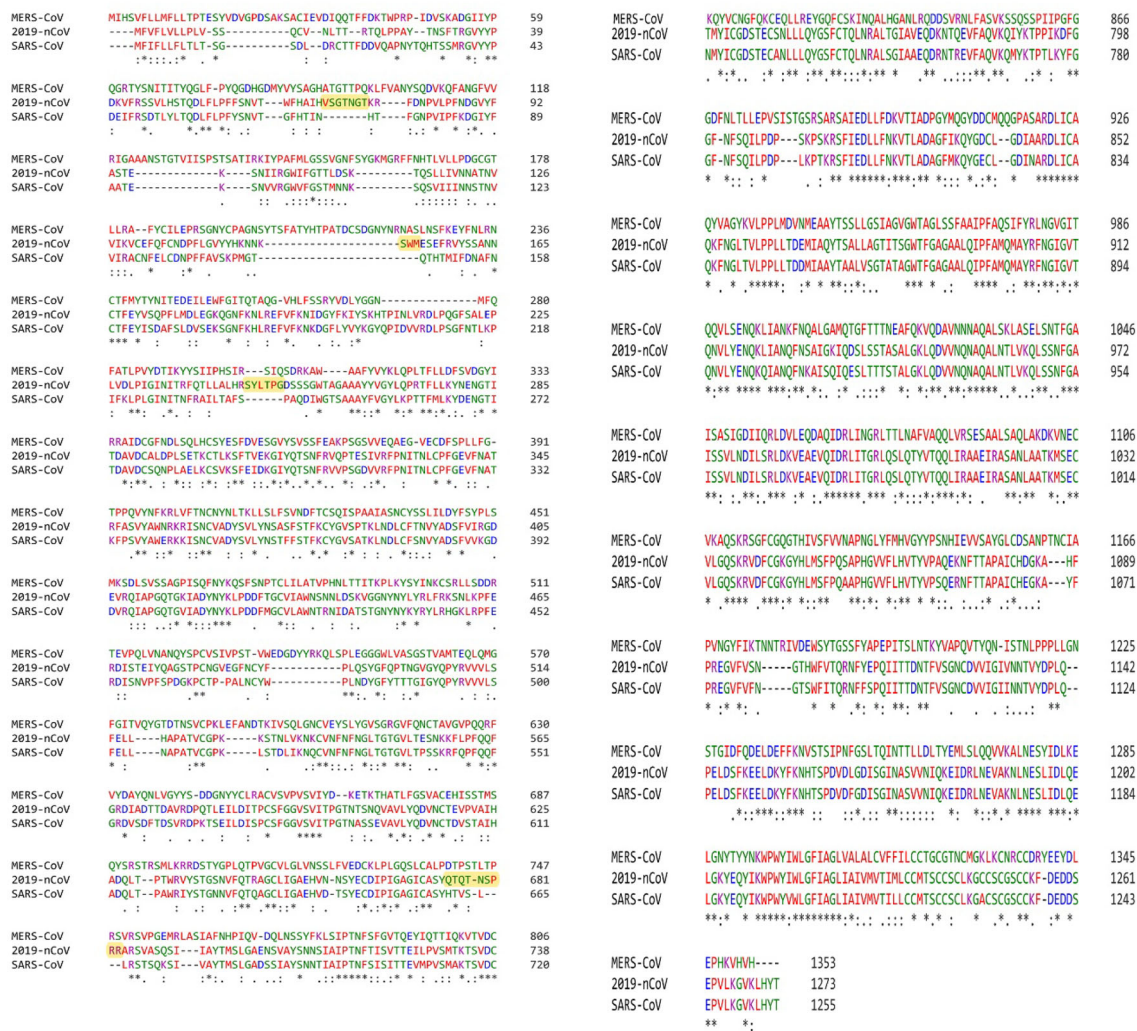 MERS-CoV MIHSVFLLMFLLTPTESYVDVGPDSAKSACIEVDIQQTFFDKTWPRP-IDVSKADGIIYP 59
2019-nCoV ----MFVFLVLLPLV-SS--------QCV--NLTT--RTQLPPAY--TNSFTRGVYYP 39
SARS-CoV ----MFIFLLFLTLT-SG--------SDL--DRCTTFDDVQAPNYTQHTSSMRGVYYP 43
MERS-CoV QGRTYSNITITYQGLF-PYQGDHGDMYVYSAGHATGTTPQKLFVANYSQDVKQFANGFVV 118
2019-nCoV DKVFRSSVLHSTQDLFLPFFSNVT---WFHAIHVSGTNGTKR----FDNPVLPFNDGVYF 92
SARS-CoV DEIFRSDTLYLTQDLFLPFYSNVT---GFHTIN-------HT----FGNPVIPFKDGIYF 89
MERS-CoV RIGAAANSTGTVIISPSTSATIRKIYPAFMLGSSVGNFSYGKMGRFFNHTLVLLPDGCGT 178
2019-nCoV ASTE------------K---SNIIRGWIFGTTLDSK--------TQSLLIVNNATNV 126
SARS-CoV AATE------------K---SNVVRGWVFGSTMNNK--------SQSVIIINNSTNV 123
MERS-CoV LLRA--FYCILEPRSGNYCPAGNSYTSFATYHTPATDCSDGNYNRNASLNSFKEYFNLRN 236
2019-nCoV VIKVCEFQFCNDPFLGVYYHKNNK-----------------SWMESEFRVYSSANN 165
SARS-CoV VIRACNFELCDNPFFAVSKPMGT------------------QTHTMIFDNAFN 158
MERS-CoV CTFMYTYNITEDEILEWFGITQTAQG-VHLFSSRYVDLYGGN--------------MFQ 280
2019-nCoV CTFEYVSQPFLMDLEGKQGNFKNLREFVFKNIDGYFKIYSKHTPINLVRDLPQGFSALEP 225
SARS-CoV CTFEYISDAFSLDVSEKSGNFKHLREFVFKNKDGFLYVYKGYQPIDVVRDLPSGFNTLKP 218
MERS-CoV FATLPVYDTIKYYSIIPHSIR---SIQSDRKAW----AAFYVYKLQPLTFLLDFSVDGYI 333
2019-nCoV LVDLPIGINITRFQTLLALHRSYLTPGDSSSGWTAGAAAYYVGYLQPRTFLLKYNENGTI 285
SARS-CoV IFKLPLGINITNFRAILTAFS------PAQDIWGTSAAAYFVGYLKPTTFMLKYDENGTI 272
MERS-CoV RRAIDCGFNDLSQLHCSYESFDVESGVYSVSSFEAKPSGSVVEQAEG-VECDFSPLLFG- 391
2019-nCoV TDAVDCALDPLSETKCTLKSFTVEKGIYQTSNFRVQPTESIVRFPNITNLCPFGEVFNAT 345
SARS-CoV TDAVDCSQNPLAELKCSVKSFEIDKGIYQTSNFRVVPSGDVVRFPNITNLCPFGEVFNAT 332
MERS-CoV TPPQVYNFKRLVFTNCNYNLTKLLSLFSVNDFTCSQISPAAIASNCYSSLILDYFSYPLS 451
2019-nCoV RFASVYAWNRKRISNCVADYSVLYNSASFSTFKCYGVSPTKLNDLCFTNVYADSFVIRGD 405
SARS-CoV KFPSVYAWERKKISNCVADYSVLYNSTFFSTFKCYGVSATKLNDLCFSNVYADSFVVKGD 392
MERS-CoV MKSDLSVSSAGPISQFNYKQSFSNPTCLILATVPHNLTTITKPLKYSYINKCSRLLSDDR 511
2019-nCoV EVRQIAPGQTGKIADYNYKLPDDFTGCVIAWNSNNLDSKVGGNYNYLYRLFRKSNLKPFE 465
SARS-CoV DVRQIAPGQTGVIADYNYKLPDDFMGCVLAWNTRNIDATSTGNYNYKYRYLRHGKLRPFE 452
MERS-CoV TEVPQLVNANQYSPCVSIVPST-VWEDGDYYRKQLSPLEGGGWLVASGSTVAMTEQLQMG 570
2019-nCoV RDISTEIYQAGSTPCNGVEGFNCYF----------PLQSYGFQPTNGVGYQPYRVVVLS 514
SARS-CoV RDISNVPFSPDGKPCTP-PALNCYW----------PLNDYGFYTTTGIGYQPYRVVVLS 500
MERS-CoV FGITVQYGTDTNSVCPKLEFANDTKIVSQLGNCVEYSLYGVSGRGVFQNCTAVGVPQQRF 630
2019-nCoV FELL----HAPATVCGPK-----KSTNLVKNKCVNFNFNGLTGTGVLTESNKKFLPFQQF 565
SARS-CoV FELL----NAPATVCGPK-----LSTDLIKNQCVNFNFNGLTGTGVLTPSSKRFQPFQQF 551
MERS-CoV VYDAYQNLVGYYS-DDGNYYCLRACVSVPVSVIYD--KETKTHATLFGSVACEHISSTMS 687
2019-nCoV GRDIADTTDAVRDPQTLEILDITPCSFGGVSVITPGTNTSNQVAVLYQDVNCTEVPVAIH 625
SARS-CoV GRDVSDFTDSVRDPKTSEILDISPCSFGGVSVITPGTNASSEVAVLYQDVNCTDVSTAIH 611
MERS-CoV QYSRSTRSMLKRRDSTYGPLQTPVGCVLGLVNSSLFVEDCKLPLGQSLCALPDTPSTLTP 747
2019-nCoV ADQLT--PTWRVYSTGSNVFQTRAGCLIGAEHVNN-SYECDIPIGAGICASYQTQT-NSP 681
SARS-CoV ADQLT--PAWRIYSTGNNVFQTQAGCLIGAEHVD-TSYECDIPIGAGICASYHTVS-L-- 665
MERS-CoV RSVRSVPGEMRLASIAFNHPIQV-DQLNSSYFKLSIPTNFSFGVTQEYIQTTIQKVTVDC 806
2019-nCoV RRARSVASQSI---IAYTMSLGAENSVAYSNNSIAIPTNFTISVTTEILPVSMTKTSVDC 738
SARS-CoV --LRSTSQKSI---VAYTMSLGADSSIAYSNNTIAIPTNFSISITTEVMPVSMAKTSVDC 720
MERS-CoV KQYVCNGFQKCEQLLREYGQFCSKINQALHGANLRQDDSVRNLFASVKSSQSSPIIPGFG 866
2019-nCoV TMYICGDSTECSNLLLQYGSFCTQLNRALTGIAVEQDKNTQEVFAQVKQIYKTPPIKDFG 798
SARS-CoV NMYICGDSTECANLLLQYGSFCTQLNRALSGIAAEQDRNTREVFAQVKQMYKTPTLKYFG 780
MERS-CoV GDFNLTLLEPVSISTGSRSARSAIEDLLFDKVTIADPGYMQGYDDCMQQGPASARDLICA 926
2019-nCoV GF-NFSQILPDP---SKPSKRSFIEDLLFNKVTLADAGFIKQYGDCL--GDIAARDLICA 852
SARS-CoV GF-NFSQILPDP---LKPTKRSFIEDLLFNKVTLADAGFMKQYGECL--GDINARDLICA 834
MERS-CoV QYVAGYKVLPPLMDVNMEAAYTSSLLGSIAGVGWTAGLSSFAAIPFAQSIFYRLNGVGIT 986
2019-nCoV QKFNGLTVLPPLLTDEMIAQYTSALLAGTITSGWTFGAGAALQIPFAMQMAYRFNGIGVT 912
SARS-CoV QKFNGLTVLPPLLTDDMIAAYTAALVSGTATAGWTFGAGAALQIPFAMQMAYRFNGIGVT 894
MERS-CoV QQVLSENQKLIANKFNQALGAMQTGFTTTNEAFQKVQDAVNNNAQALSKLASELSNTFGA 1046
2019-nCoV QNVLYENQKLIANQFNSAIGKIQDSLSSTASALGKLQDVVNQNAQALNTLVKQLSSNFGA 972
SARS-CoV QNVLYENQKQIANQFNKAISQIQESLTTTSTALGKLQDVVNQNAQALNTLVKQLSSNFGA 954
MERS-CoV ISASIGDIIQRLDVLEQDAQIDRLINGRLTTLNAFVAQQLVRSESAALSAQLAKDKVNEC 1106
2019-nCoV ISSVLNDILSRLDKVEAEVQIDRLITGRLQSLQTYVTQQLIRAAEIRASANLAATKMSEC 1032
SARS-CoV ISSVLNDILSRLDKVEAEVQIDRLITGRLQSLQTYVTQQLIRAAEIRASANLAATKMSEC 1014
MERS-CoV VKAQSKRSGFCGQGTHIVSFVVNAPNGLYFMHVGYYPSNHIEVVSAYGLCDSANPTNCIA 1166
2019-nCoV VLGQSKRVDFCGKGYHLMSFPQSAPHGVVFLHVTYVPAQEKNFTTAPAICHDGKA---HF 1089
SARS-CoV VLGQSKRVDFCGKGYHLMSFPQAAPHGVVFLHVTYVPSQERNFTTAPAICHEGKA---YF 1071
MERS-CoV PVNGYFIKTNNTRIVDEWSYTGSSFYAPEPITSLNTKYVAPQVTYQN-ISTNLPPPLLGN 1225
2019-nCoV PREGVFVSN-----GTHWFVTQRNFYEPQIITTDNTFVSGNCDVVIGIVNNTVYDPLQ-- 1142
SARS-CoV PREGVFVFN-----GTSWFITQRNFFSPQIITTDNTFVSGNCDVVIGIINNTVYDPLQ-- 1124
MERS-CoV STGIDFQDELDEFFKNVSTSIPNFGSLTQINTTLLDLTYEMLSLQQVVKALNESYIDLKE 1285
2019-nCoV PELDSFKEELDKYFKNHTSPDVDLGDISGINASVVNIQKEIDRLNEVAKNLNESLIDLQE 1202
SARS-CoV PELDSFKEELDKYFKNHTSPDVDFGDISGINASVVNIQKEIDRLNEVAKNLNESLIDLQE 1184
MERS-CoV LGNYTYYNKWPWYIWLGFIAGLVALALCVFFILCCTGCGTNCMGKLKCNRCCDRYEEYDL 1345
2019-nCoV LGKYEQYIKWPWYIWLGFIAGLIAIVMVTIMLCCMTSCCSCLKGCCSCGSCCKF-DEDDS 1261
SARS-CoV LGKYEQYIKWPWYIWLGFIAGLIAIVMVTILLCCMTSCCSCLKGACSCGSCCKF-DEDDS 1243
MERS-CoV EPHKVHVH---- 1353
2019-nCoV EPVLKGVKLHYT 1273
SARS-CoV EPVLKGVKLHYT 1255